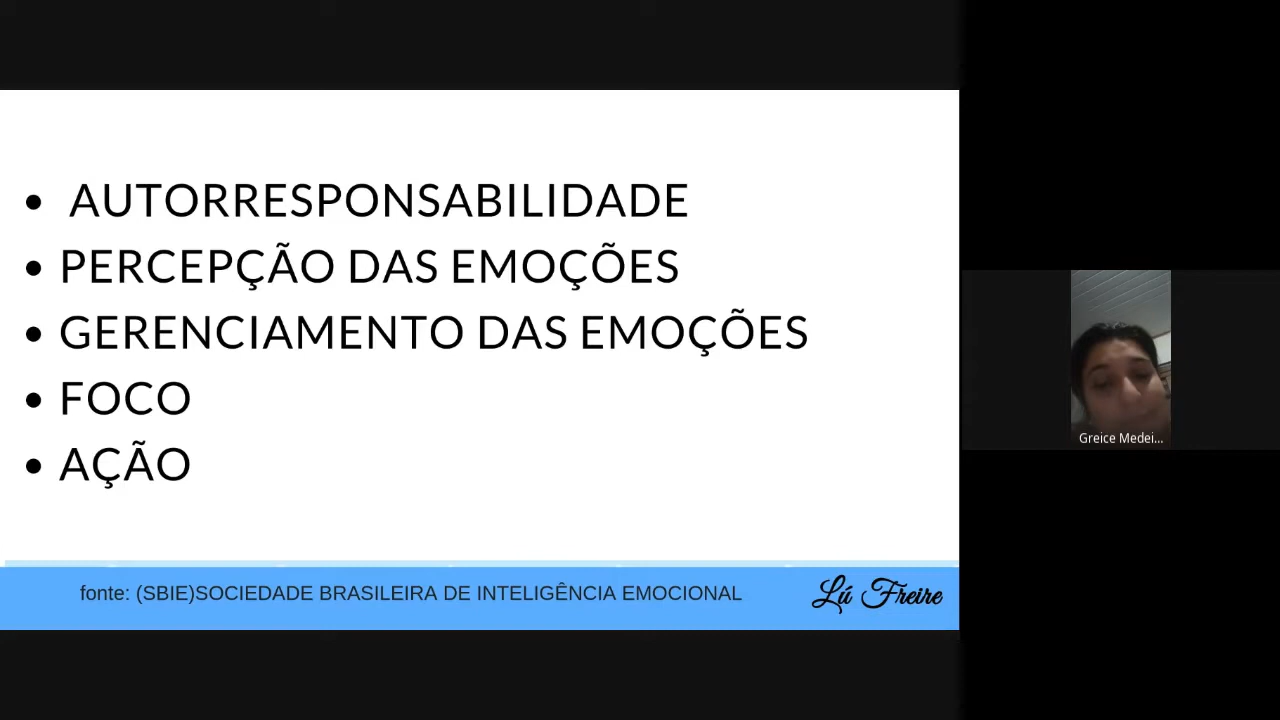 • AUTORRESPONSABILIDADE
• PERCEPÇÃO DAS EMOÇÕES
• GERENCIAMENTO DAS EMOÇÕES
• FOCO
• AÇÃO
fonte: (SBIE)SOCIEDADE BRASILEIRA DE INTELIGÊNCIA EMOCIONAL
Lú Freire
Greice Medei...